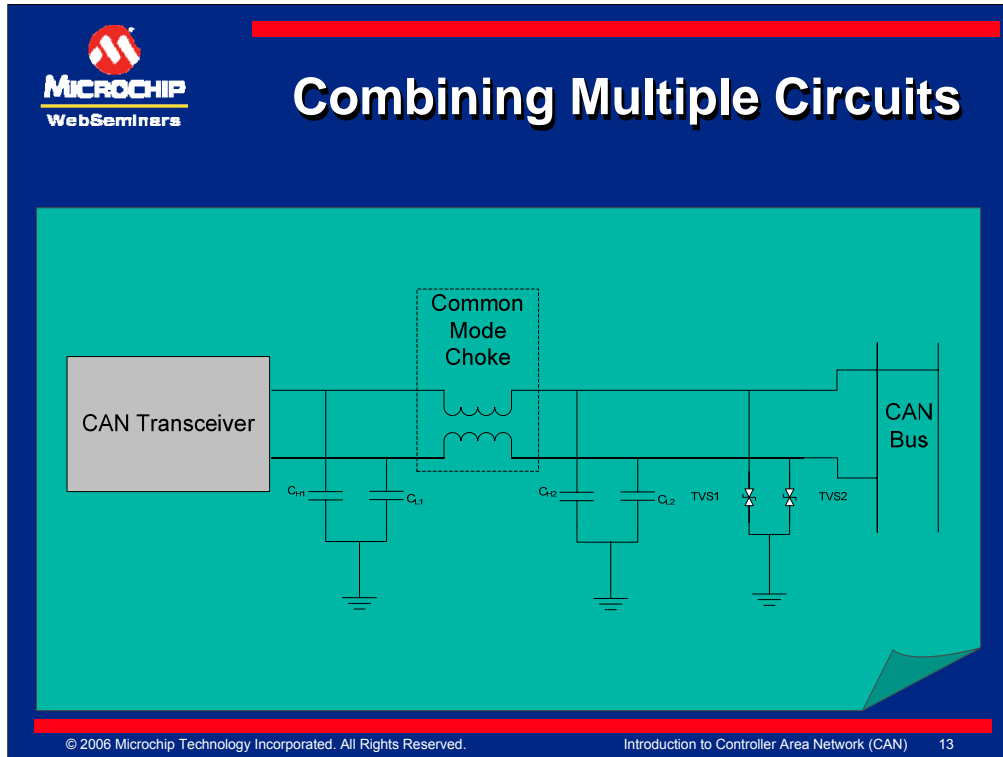 MICROCHIP
WebSeminars
Combining Multiple Circuits
Common
Mode
Choke
CAN Transceiver
CAN
Bus
CH1
CL1
CH2
CL2
TVS1
TVS2
© 2006 Microchip Technology Incorporated. All Rights Reserved.
Introduction to Controller Area Network (CAN)
13